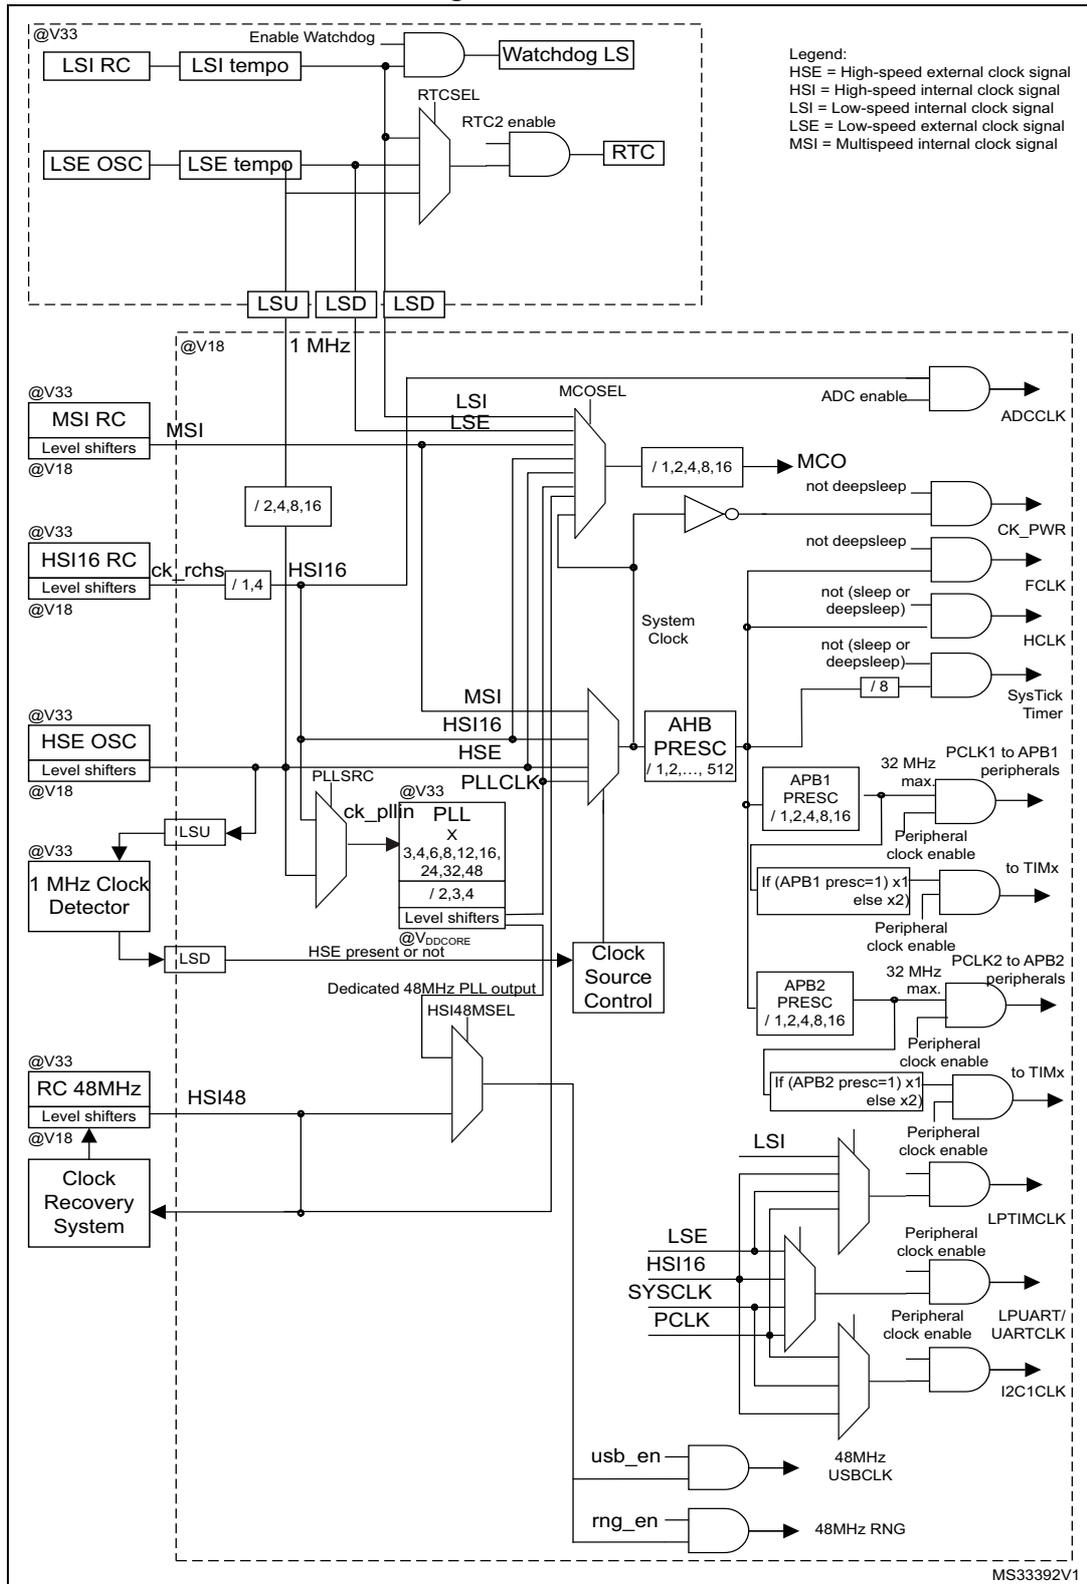 @V33
Enable Watchdog
Watchdog LS
LSI RC
LSI tempo
Legend:
HSE = High-speed external clock signal
HSI = High-speed internal clock signal
LSI = Low-speed internal clock signal
LSE = Low-speed external clock signal
MSI = Multispeed internal clock signal
RTCSEL
RTC2 enable
RTC
LSE OSC
LSE tempo
LSU
LSD
LSD
@V18
1 MHz
@V33
MSI RC
Level shifters
@V18
MSI
LSI
LSE
MCOSEL
ADC enable
ADCCLK
/ 1,2,4,8,16
MCO
/ 2,4,8,16
not deepsleep
CK_PWR
@V33
HSI16 RC
Level shifters
@V18
ck_rchs
/ 1,4
HSI16
not deepsleep
FCLK
not (sleep or
deepsleep)
HCLK
System
Clock
not (sleep or
deepsleep)
/ 8
SysTick
Timer
MSI
HSI16
HSE
PLLCLK
AHB
PRESC
/ 1,2,..., 512
@V33
HSE OSC
Level shifters
@V18
PLLSRC
ck_pllin
@V33
PLL
X
3,4,6,8,12,16,
24,32,48
/ 2,3,4
Level shifters
@VDDCORE
APB1
PRESC
/ 1,2,4,8,16
32 MHz
max.
PCLK1 to APB1
peripherals
Peripheral
clock enable
If (APB1 presc=1) x1
else x2)
to TIMx
Peripheral
clock enable
LSU
@V33
1 MHz Clock
Detector
LSD
HSE present or not
Clock
Source
Control
Dedicated 48MHz PLL output
HSI48MSEL
APB2
PRESC
/ 1,2,4,8,16
32 MHz
max.
PCLK2 to APB2
peripherals
Peripheral
clock enable
If (APB2 presc=1) x1
else x2)
to TIMx
Peripheral
clock enable
@V33
RC 48MHz
Level shifters
@V18
HSI48
Clock
Recovery
System
LSI
LPTIMCLK
LSE
HSI16
SYSCLK
PCLK
Peripheral
clock enable
LPUART/
UARTCLK
Peripheral
clock enable
I2C1CLK
usb_en
48MHz
USBCLK
rng_en
48MHz RNG
MS33392V1